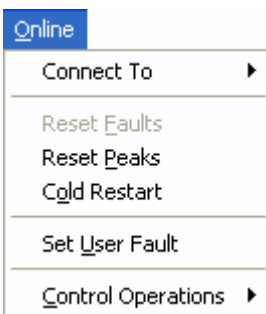 Online
Connect To
Reset Faults
Reset Peaks
Cold Restart
Set User Fault
Control Operations